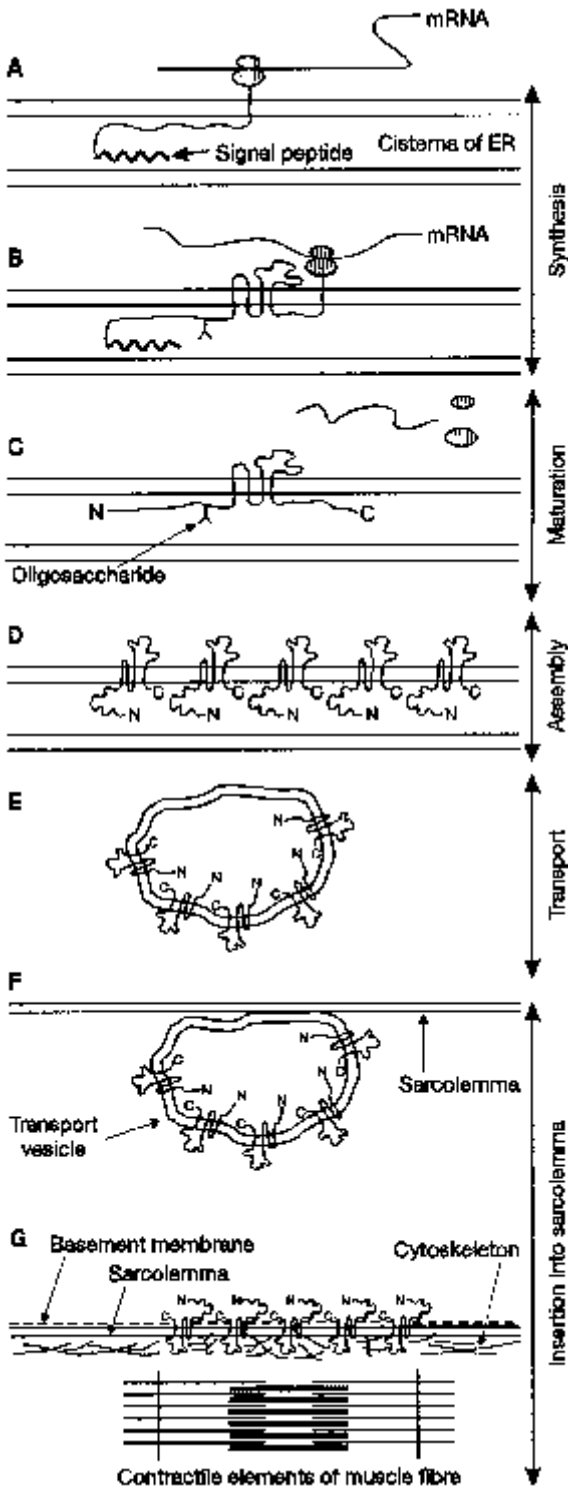 mRNA
A
Cisterna of ER
Signal peptide
Synthesis
B
mRNA
C
N
C
Oligosaccharide
Maturation
D
C
C
C
C
C
N
N
N
N
N
Assembly
E
N
C
C
N
N
N
N
C
C
C
Transport
F
Sarcolemma
N
C
C
N
N
N
N
C
C
C
Transport
vesicle
G
Basement membrane
Cytoskeleton
Sarcolemma
N
N
N
N
N
C
C
C
C
C
Insertion into sarcolemma
Contractile elements of muscle fibre